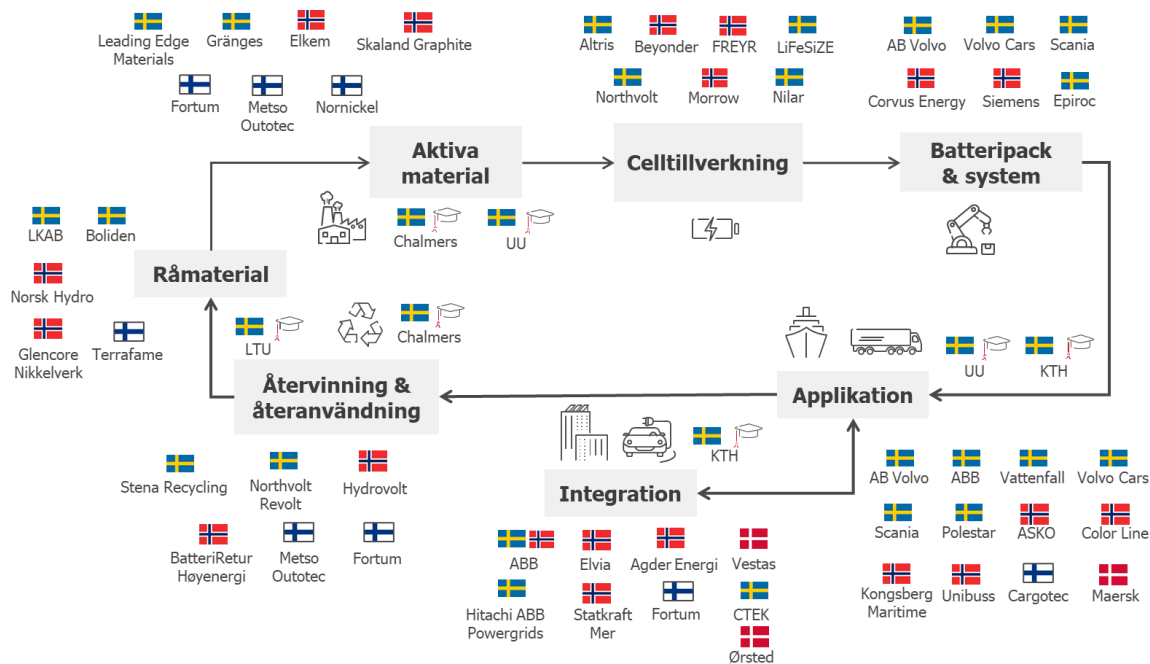 Leading Edge
Materials
Gränges
Elkem
Skaland Graphite
Fortum
Metso
Outotec
Nornickel
Altris
Beyonder
FREYR
LiFeSiZE
Northvolt
Morrow
Nilar
AB Volvo
Volvo Cars
Scania
Corvus Energy
Siemens
Epiroc
Aktiva
material
Celltillverkning
Batteripack
& system
Chalmers
UU
LKAB
Boliden
Råmaterial
Norsk Hydro
Glencore
Nikkelverk
Terrafame
LTU
Chalmers
UU
KTH
Återvinning &
återanvändning
Applikation
KTH
Integration
Stena Recycling
Northvolt
Revolt
Hydrovolt
BatteriRetur
Høyenergi
Metso
Outotec
Fortum
ABB
Elvia
Agder Energi
Vestas
Hitachi ABB
Powergrids
Statkraft
Mer
Fortum
CTEK
Ørsted
AB Volvo
ABB
Vattenfall
Volvo Cars
Scania
Polestar
ASKO
Color Line
Kongsberg
Maritime
Unibuss
Cargotec
Maersk